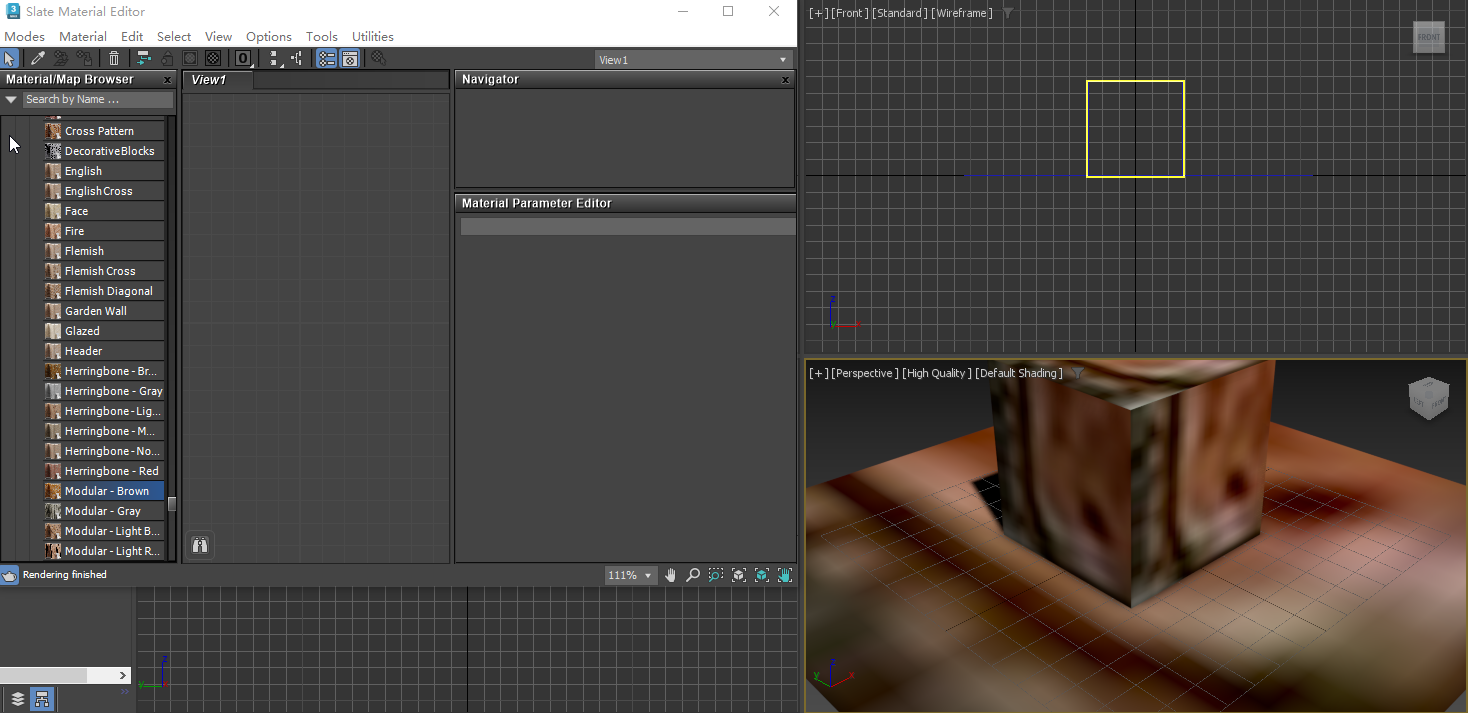 Slate Material Editor
Modes Material Edit Select View Options Tools Utilities
0
View1
Material/Map Browser x
View1
Navigator x
Search by Name ...
Cross Pattern
DecorativeBlocks
English
English Cross
Face
Fire
Flemish
Flemish Cross
Flemish Diagonal
Garden Wall
Glazed
Header
Herringbone - Br...
Herringbone - Gray
Herringbone - Lig...
Herringbone - M...
Herringbone - No...
Herringbone - Red
Modular - Brown
Modular - Gray
Modular - Light B...
Modular - Light R...
Material Parameter Editor
Rendering finished
111%
z
y
[+] [Front] [Standard] [Wireframe]
FRONT
z
[+] [Perspective] [High Quality] [Default Shading]
FRONT
z
y
x